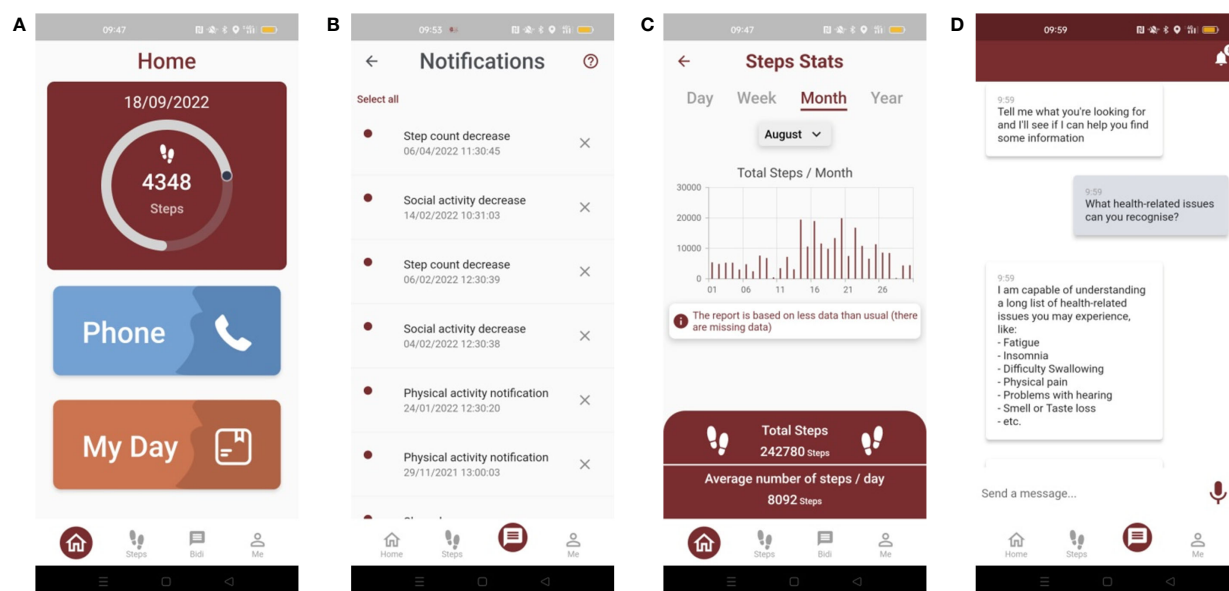 A
09:47
Home
18/09/2022
4348
Steps
Phone
My Day
Steps
Bidi
Me
B
09:53
Notifications
Select all
Step count decrease
06/04/2022 11:30:45
Social activity decrease
14/02/2022 10:31:03
Step count decrease
06/02/2022 12:30:39
Social activity decrease
04/02/2022 12:30:38
Physical activity notification
24/01/2022 12:30:20
Physical activity notification
29/11/2021 13:00:03
Home
Steps
Me
C
09:47
Steps Stats
Day Week Month Year
August
Total Steps / Month
30000
20000
10000
0
01 06 11 16 21 26
The report is based on less data than usual (there
are missing data)
Total Steps
242780 Steps
Average number of steps / day
8092 Steps
Steps
Bidi
Me
D
09:59
9:59
Tell me what you're looking for
and I'll see if I can help you find
some information
9:59
What health-related issues
can you recognise?
9:59
I am capable of understanding
a long list of health-related
issues you may experience,
like:
- Fatigue
- Insomnia
- Difficulty Swallowing
- Physical pain
- Problems with hearing
- Smell or Taste loss
- etc.
Send a message...
Home
Steps
Me